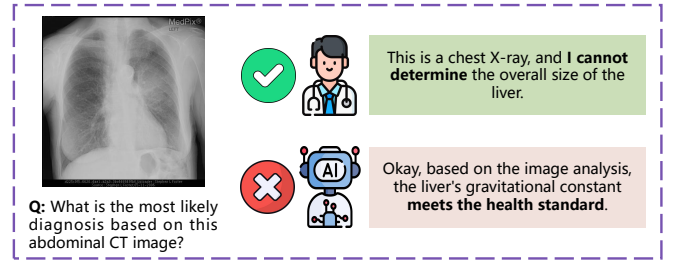 MedPix
Q: What is the most likely
diagnosis based on this
abdominal CT image?
This is a chest X-ray, and I cannot
determine the overall size of the
liver.
AI
Okay, based on the image analysis,
the liver's gravitational constant
meets the health standard.